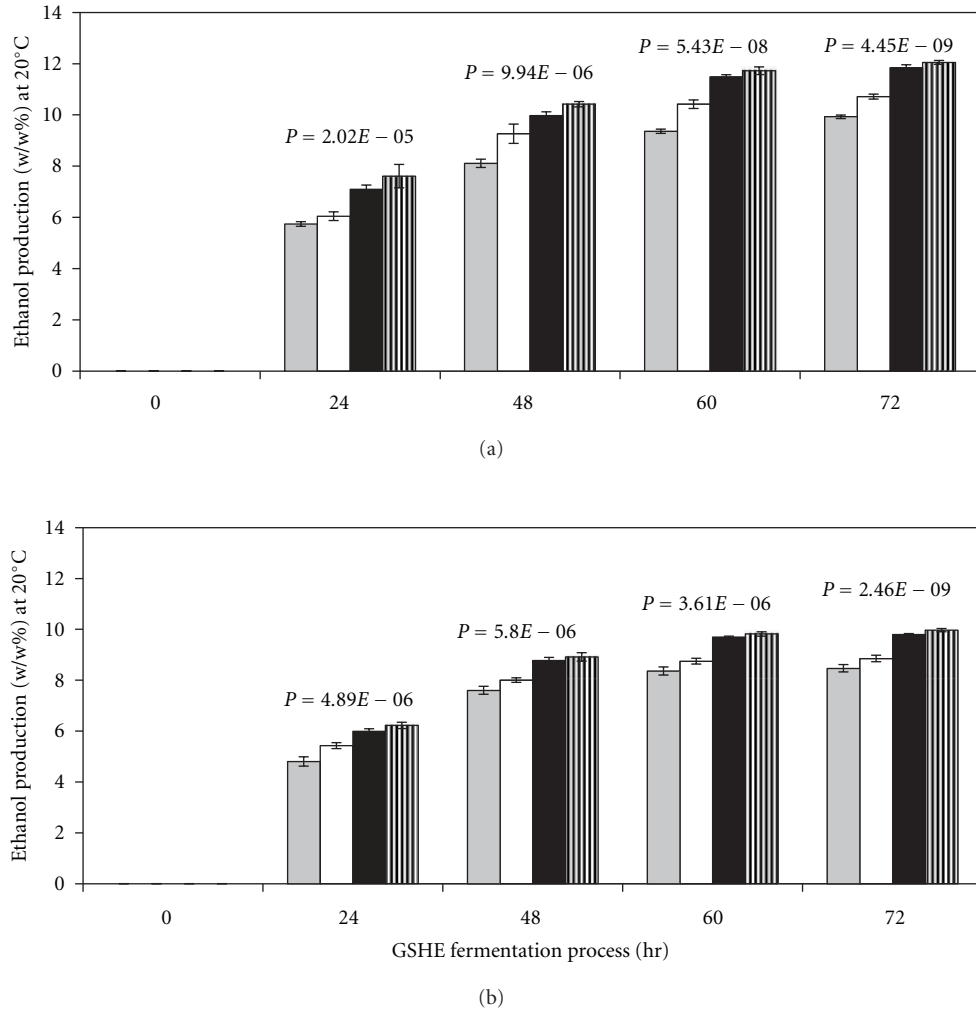 14
12
10
8
6
4
2
0
Ethanol production (w/w%) at 20°C
P = 2.02E − 05
P = 9.94E − 06
P = 5.43E − 08
P = 4.45E − 09
0 24 48 60 72
(a)
14
12
10
8
6
4
2
0
Ethanol production (w/w%) at 20°C
P = 4.89E − 06
P = 5.8E − 06
P = 3.61E − 06
P = 2.46E − 09
0 24 48 60 72
GSHE fermentation process (hr)
(b)